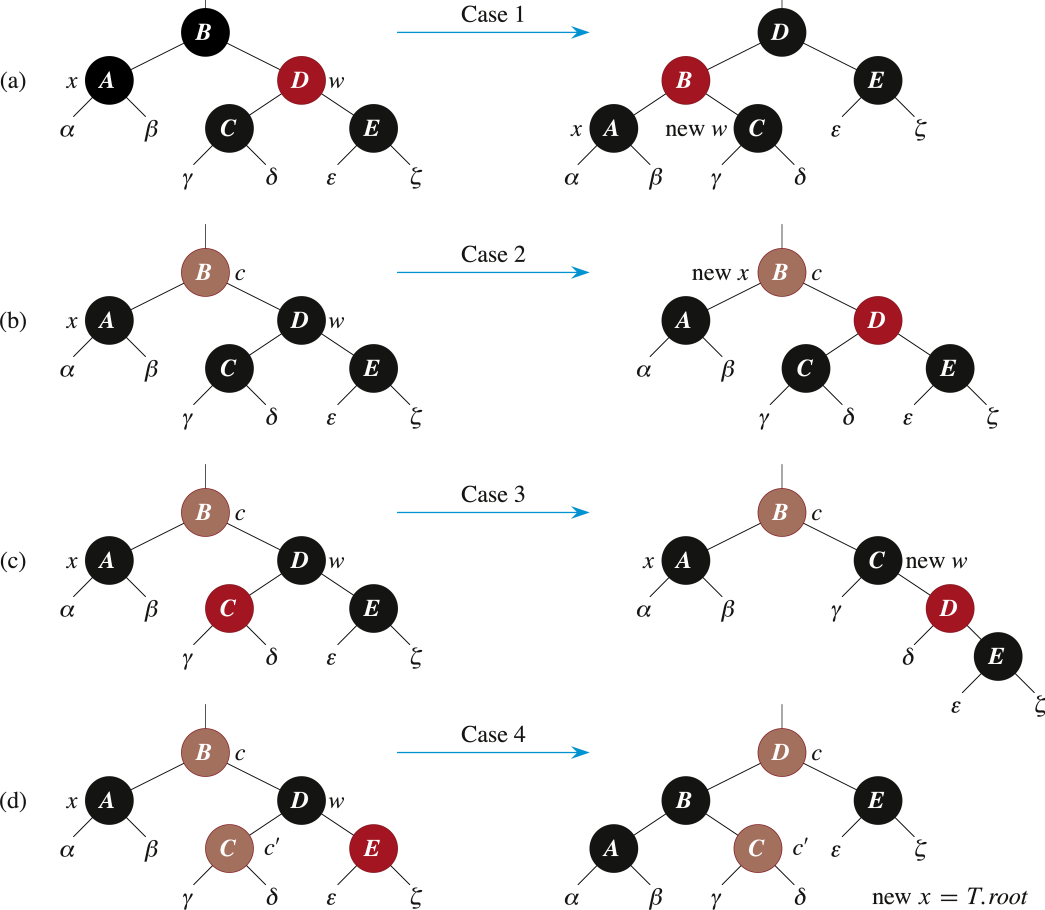 Case 1
B D
(a) x A D w B E
C E x A new w C ε ζ
α β
γ δ ε ζ α β γ δ
Case 2
B c new x B c
(b) x A D w A D
α β C E α β C E
γ δ ε ζ γ δ ε ζ
Case 3
B c B c
(c) x A D w x A C new w
α β C E α β γ D
γ δ ε ζ δ E
ε ζ
Case 4
B c D c
(d) x A D w B E
α β C c′ E A C c′ ε ζ
γ δ ε ζ α β γ δ new x = T.root